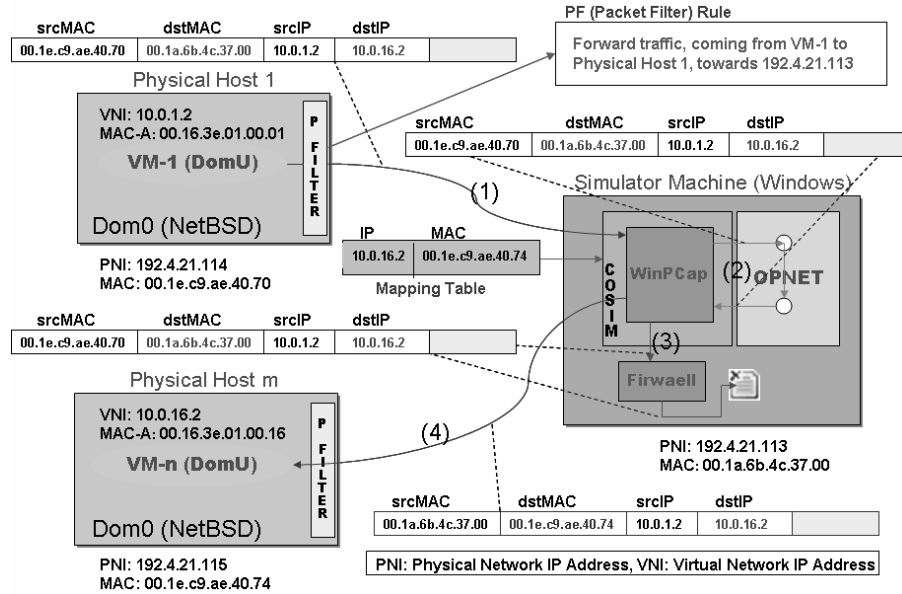 srcMAC dstMAC srcIP dstIP
00.1e.c9.ae.40.70 00.1a.6b.4c.37.00 10.0.1.2 10.0.16.2
PF (Packet Filter) Rule
Forward traffic, coming from VM-1 to
Physical Host 1, towards 192.4.21.113
Physical Host 1
VNI: 10.0.1.2
MAC-A: 00.16.3e.01.00.01
VM-1 (DomU)
Dom0 (NetBSD)
P FILTER
PNI: 192.4.21.114
MAC: 00.1e.c9.ae.40.70
(1)
srcMAC dstMAC srcIP dstIP
00.1e.c9.ae.40.70 00.1a.6b.4c.37.00 10.0.1.2 10.0.16.2
Simulator Machine (Windows)
IP MAC
10.0.16.2 00.1e.c9.ae.40.74
Mapping Table
COSIM
WinPCap
(2)
OPNET
(3)
Firwaell
PNI: 192.4.21.113
MAC: 00.1a.6b.4c.37.00
srcMAC dstMAC srcIP dstIP
00.1e.c9.ae.40.70 00.1a.6b.4c.37.00 10.0.1.2 10.0.16.2
Physical Host m
VNI: 10.0.16.2
MAC-A: 00.16.3e.01.00.16
VM-n (DomU)
Dom0 (NetBSD)
P FILTER
PNI: 192.4.21.115
MAC: 00.1e.c9.ae.40.74
(4)
srcMAC dstMAC srcIP dstIP
00.1a.6b.4c.37.00 00.1e.c9.ae.40.74 10.0.1.2 10.0.16.2
PNI: Physical Network IP Address, VNI: Virtual Network IP Address